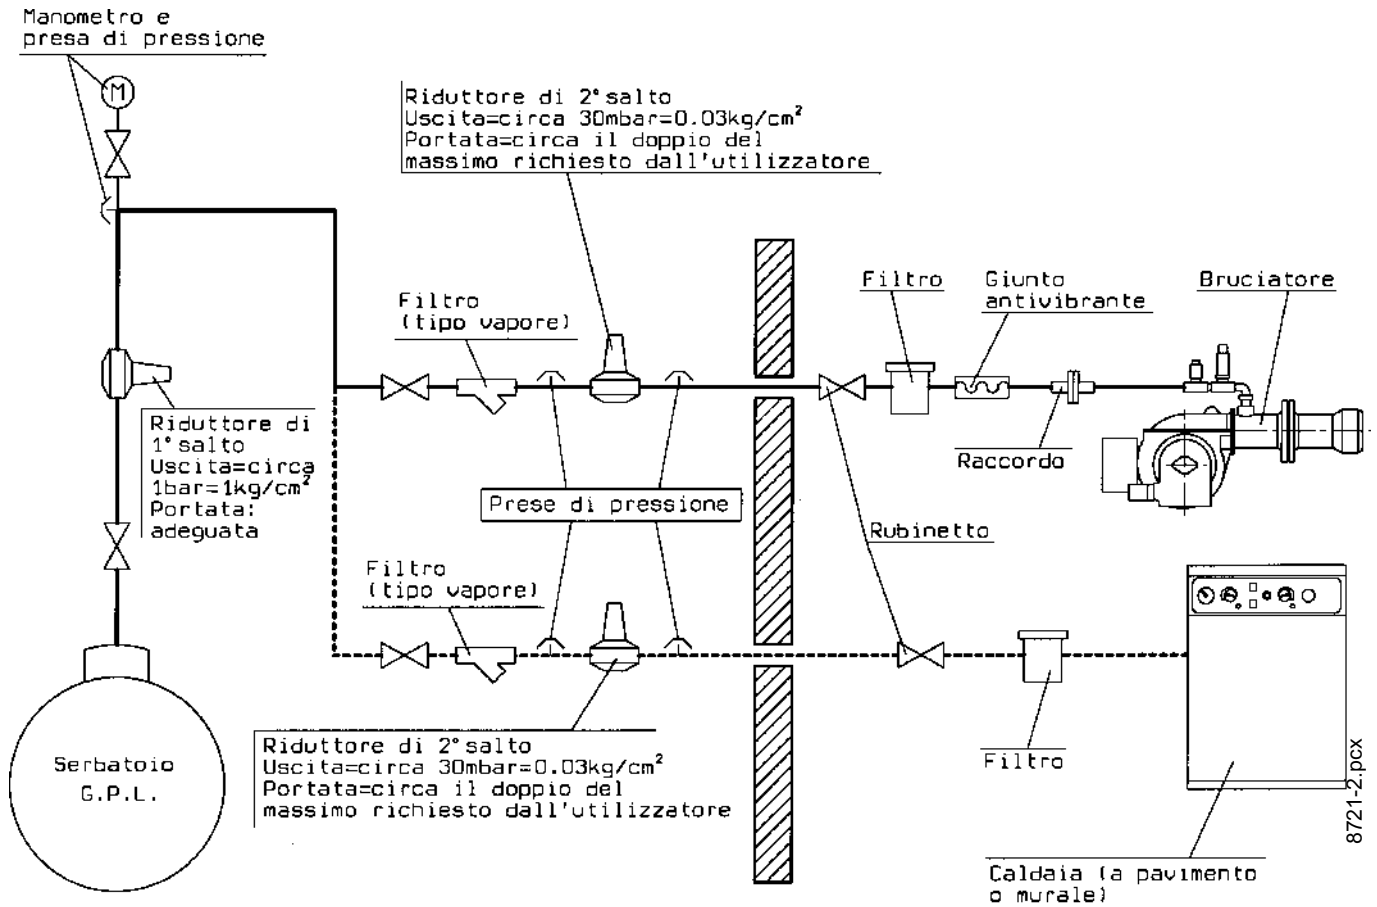 Manometro e
presa di pressione
M
Riduttore di 2° salto
Uscita=circa 30mbar=0.03kg/cm²
Portata=circa il doppio del
massimo richiesto dall'utilizzatore
Filtro
(tipo vapore)
Filtro
Giunto
antivibrante
Bruciatore
Riduttore di
1° salto
Uscita=circa
1bar=1kg/cm²
Portata:
adeguata
Raccordo
Prese di pressione
Rubinetto
Filtro
(tipo vapore)
Serbatoio
G.P.L.
Riduttore di 2° salto
Uscita=circa 30mbar=0.03kg/cm²
Portata=circa il doppio del
massimo richiesto dall'utilizzatore
Filtro
Caldaia (a pavimento
o murale)
8721-2.pcx